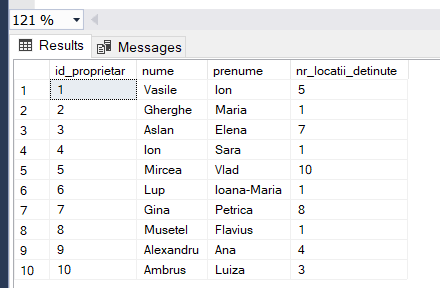 121 %
Results Messages
id_proprietar nume prenume nr_locatii_detinute
1 1 Vasile Ion 5
2 2 Gherghe Maria 1
3 3 Aslan Elena 7
4 4 Ion Sara 1
5 5 Mircea Vlad 10
6 6 Lup Ioana-Maria 1
7 7 Gina Petrica 8
8 8 Musetel Flavius 1
9 9 Alexandru Ana 4
10 10 Ambrus Luiza 3